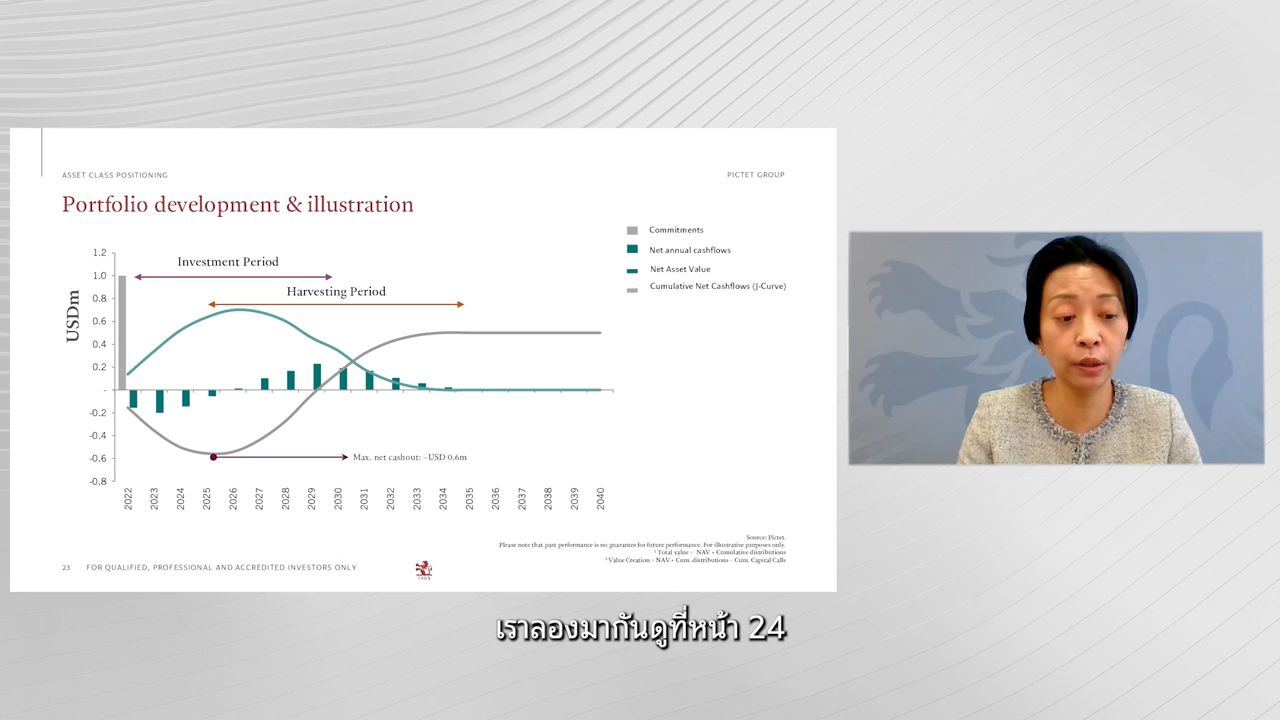 ASSET CLASS POSITIONING
PICTET GROUP
Portfolio development & illustration
Commitments
Net annual cashflows
Net Asset Value
Cumulative Net Cashflows (J-Curve)
USDm
1.2
1.0
0.8
0.6
0.4
0.2
-
-0.2
-0.4
-0.6
-0.8
Investment Period
Harvesting Period
Max. net cashout: ~USD 0.6m
2022
2023
2024
2025
2026
2027
2028
2029
2030
2031
2032
2033
2034
2035
2036
2037
2038
2039
2040
Source: Pictet.
Please note that past performance is no guarantee for future performance. For illustrative purposes only.
¹ Total value = NAV + Cumulative distributions
² Value Creation = NAV + Cum. distributions – Cum. Capital Calls
23 FOR QUALIFIED, PROFESSIONAL AND ACCREDITED INVESTORS ONLY
เราลองมากันดูที่หน้า 24